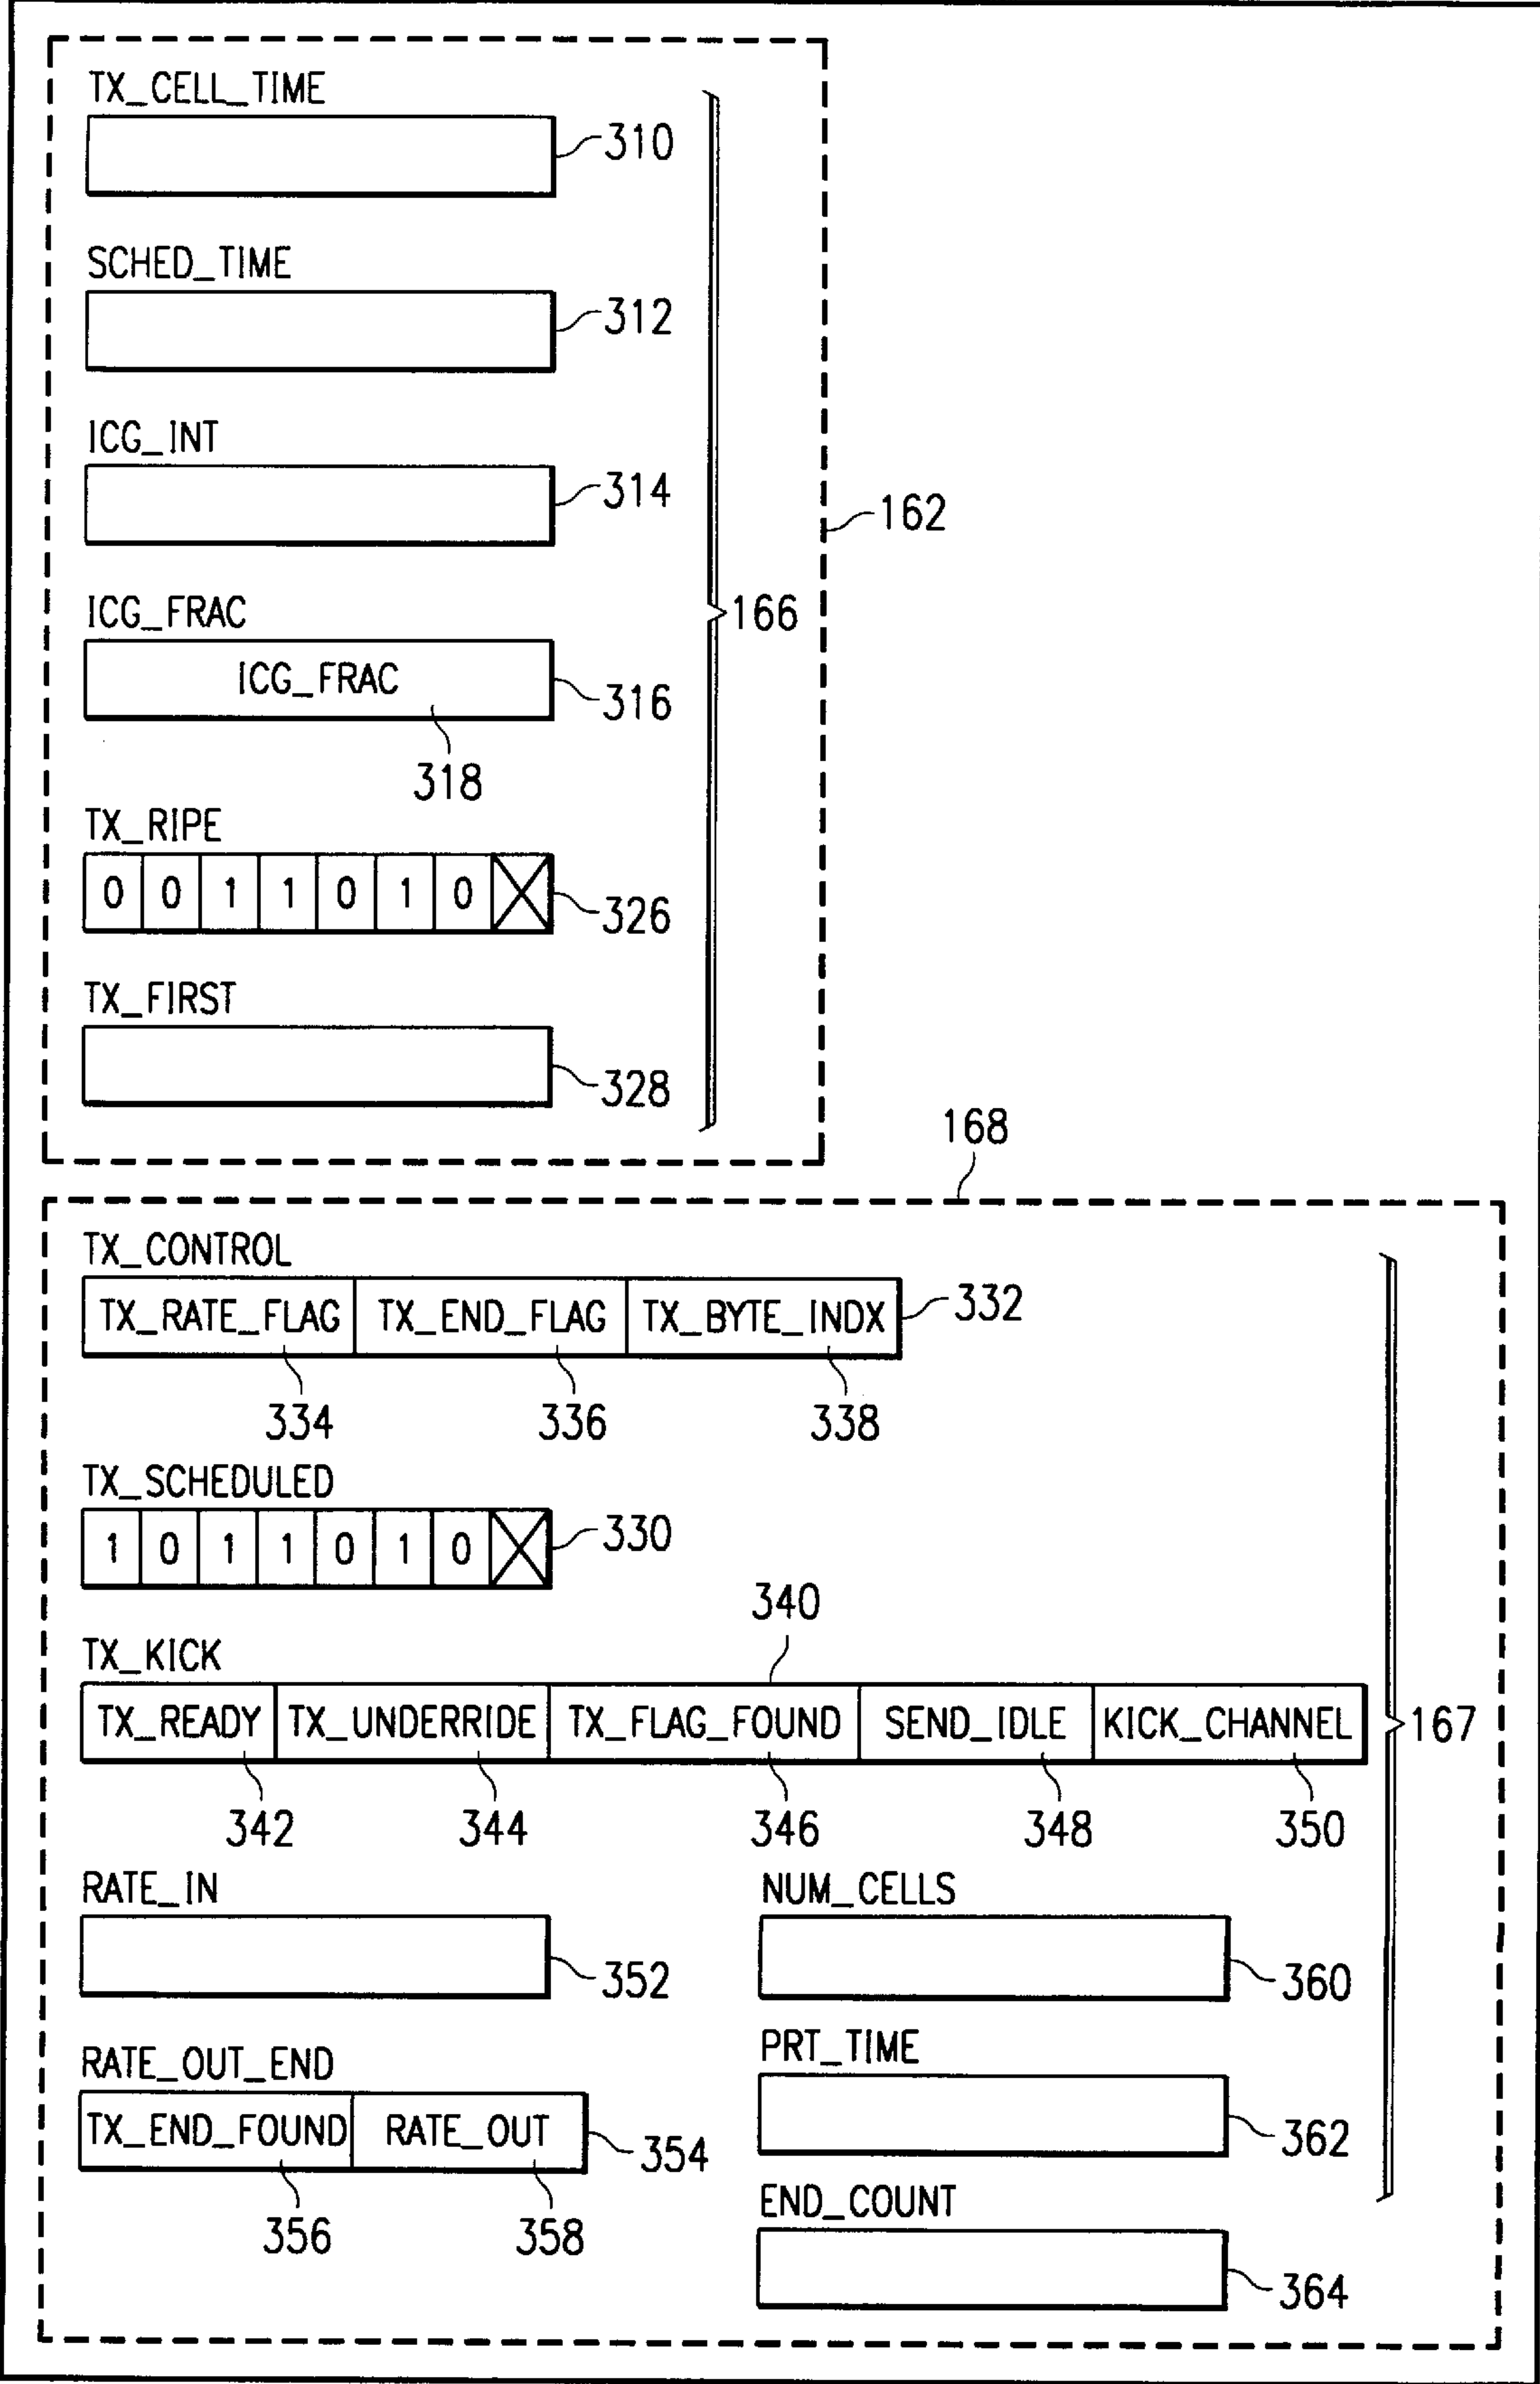 TX_CELL_TIME
310
SCHED_TIME
312
ICG_INT
314
162
ICG_FRAC
166
ICG_FRAC
316
318
TX_RIPE
0 0 1 1 0 1 0
326
TX_FIRST
328
168
TX_CONTROL
TX_RATE_FLAG TX_END_FLAG TX_BYTE_INDX
332
334 336 338
TX_SCHEDULED
1 0 1 1 0 1 0
330
340
TX_KICK
TX_READY TX_UNDERRIDE TX_FLAG_FOUND SEND_IDLE KICK_CHANNEL
167
342 344 346 348 350
RATE_IN
352
NUM_CELLS
360
RATE_OUT_END
TX_END_FOUND RATE_OUT
354
356 358
PRT_TIME
362
END_COUNT
364